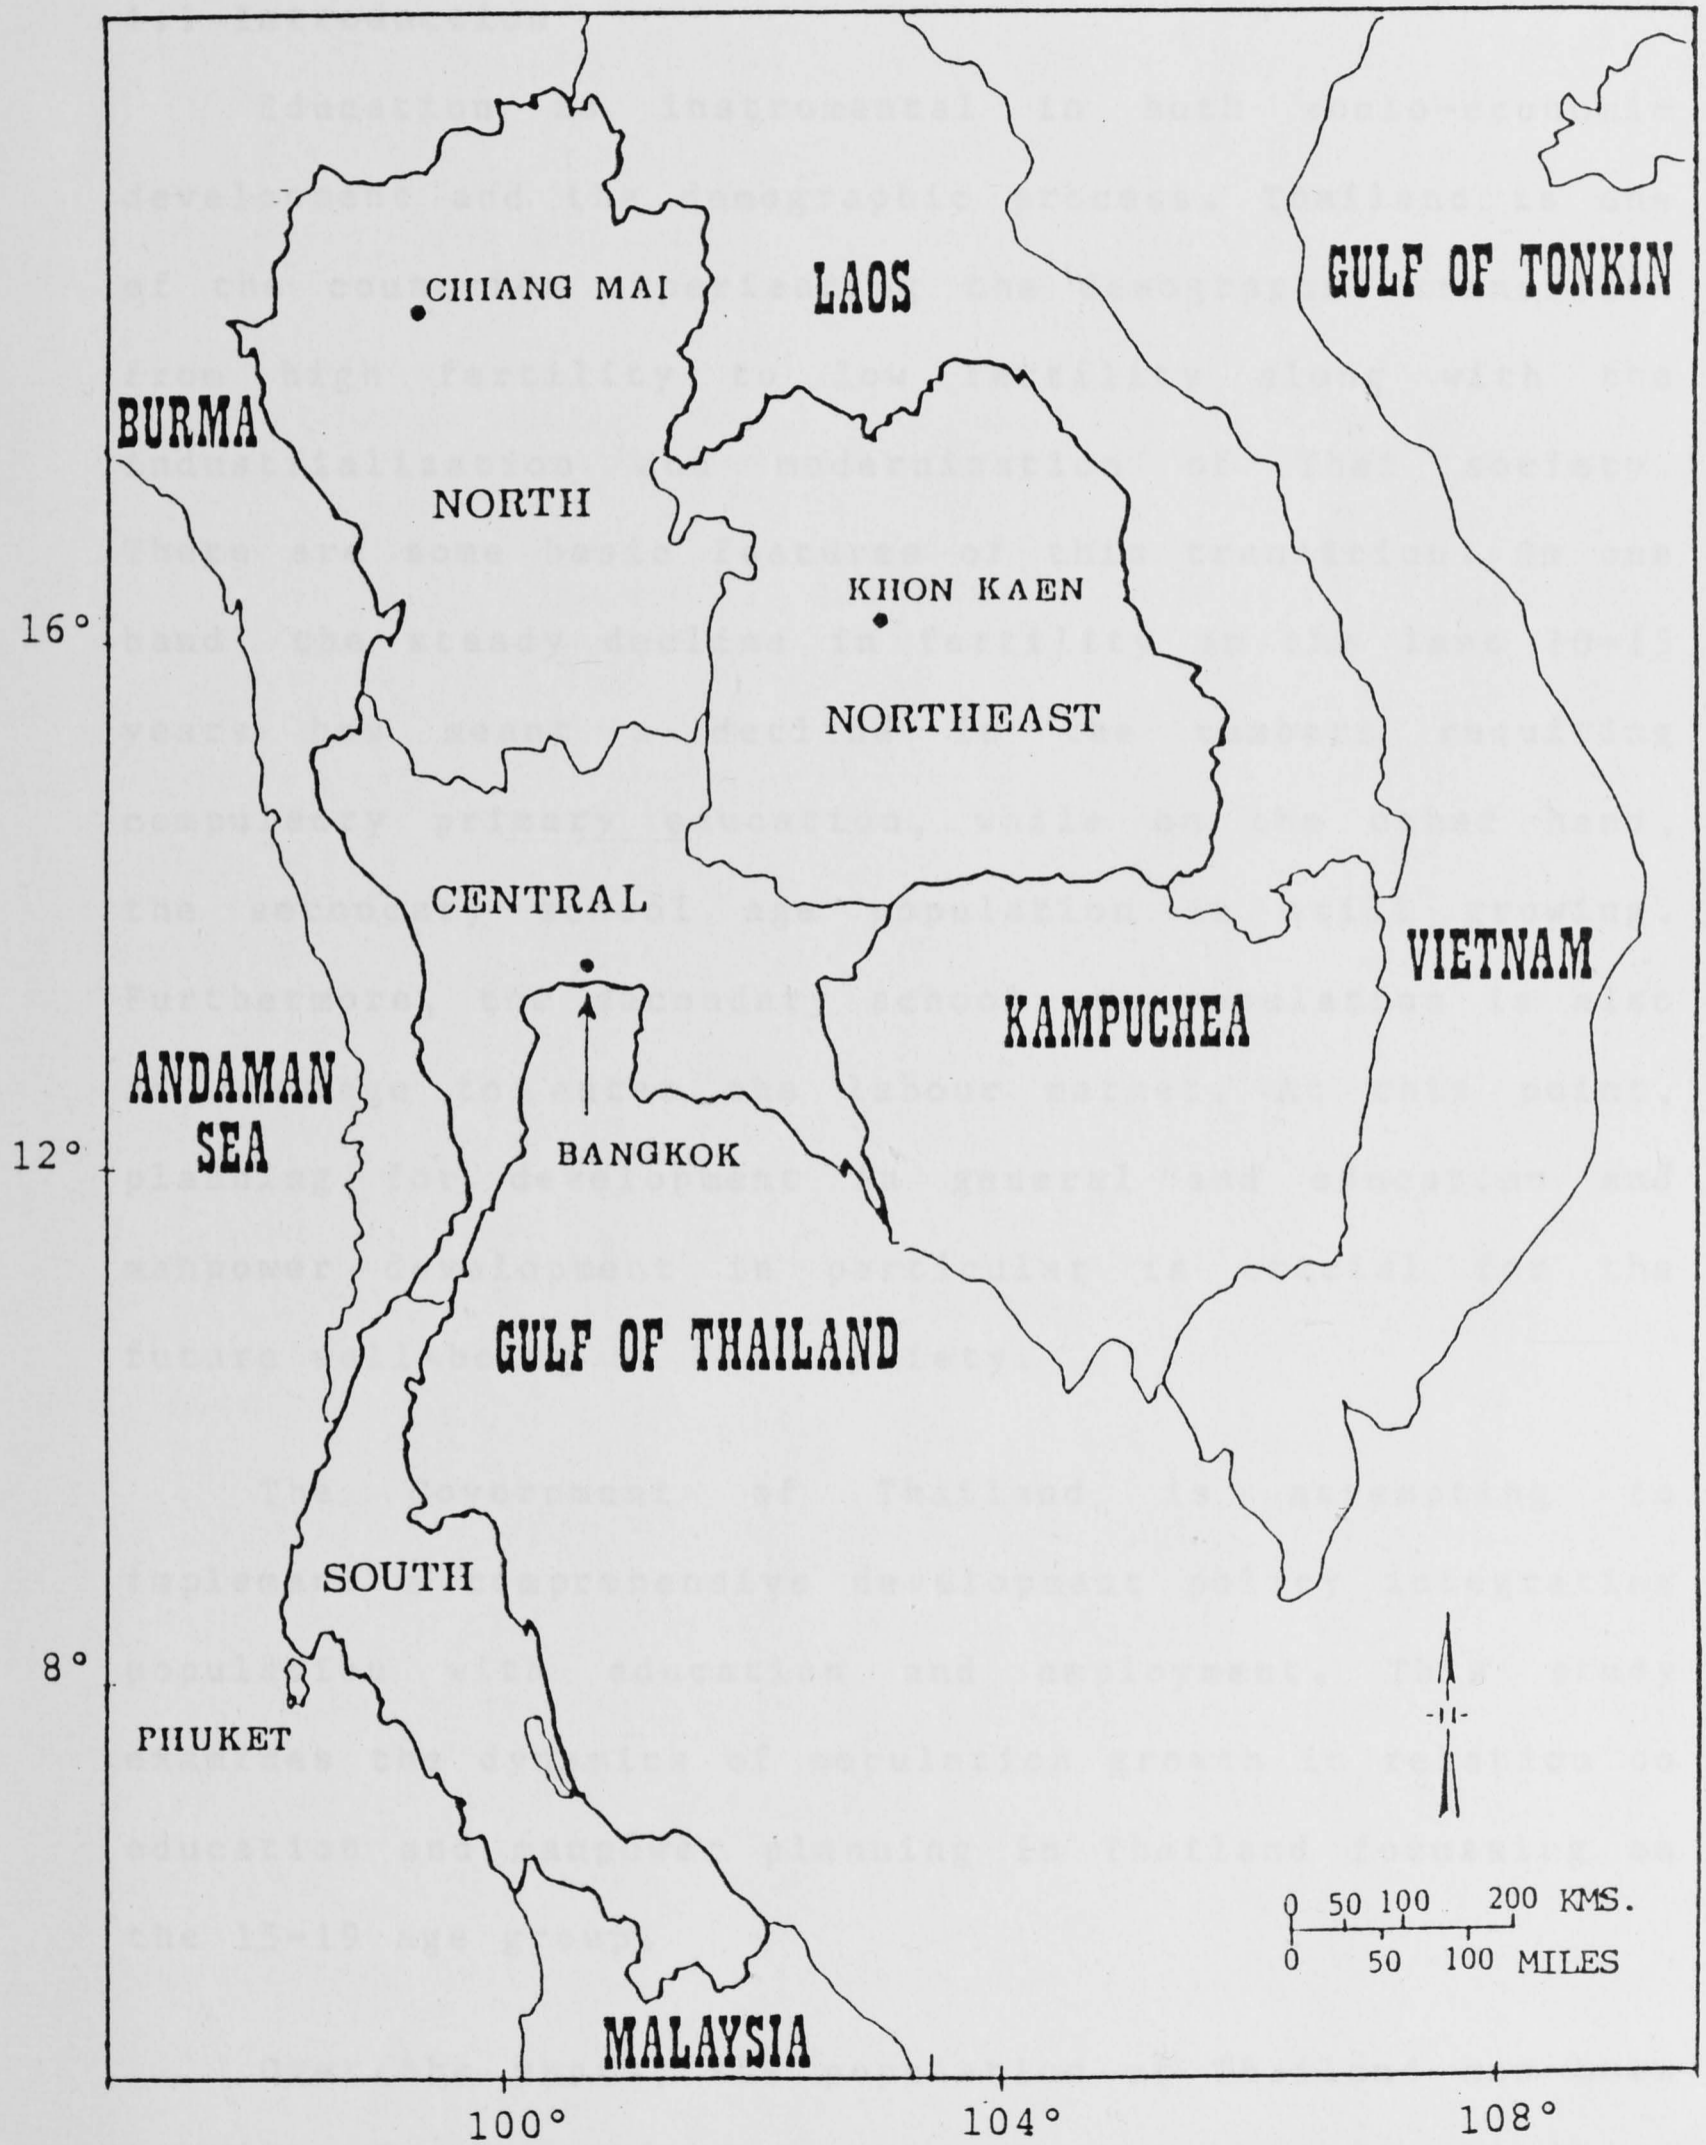 GULF OF TONKIN
CHIANG MAI
LAOS
BURMA
NORTH
KHON KAEN
16°
NORTHEAST
CENTRAL
VIETNAM
KAMPUCHEA
ANDAMAN
SEA
12°
BANGKOK
GULF OF THAILAND
SOUTH
8°
PHUKET
0 50 100 200 KMS.
0 50 100 MILES
MALAYSIA
100° 104° 108°